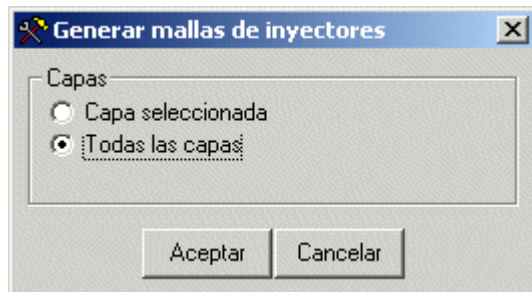 Generar mallas de inyectores
Capas
Capa seleccionada
Todas las capas
Aceptar Cancelar